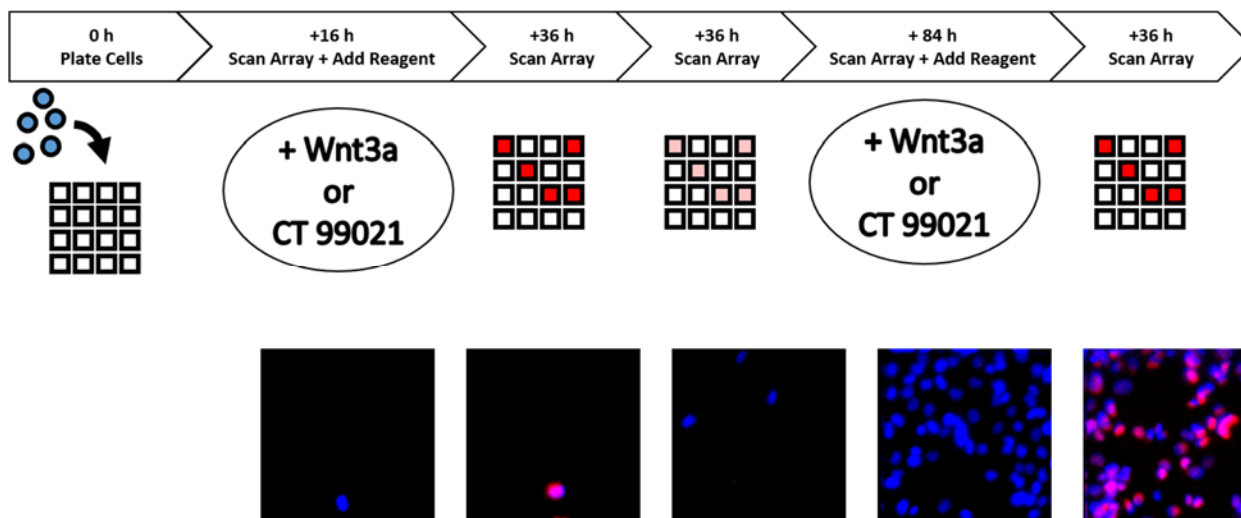 0 h
Plate Cells
+16 h
Scan Array + Add Reagent
+36 h
Scan Array
+36 h
Scan Array
+ 84 h
Scan Array + Add Reagent
+36 h
Scan Array
+ Wnt3a
or
CT 99021
+ Wnt3a
or
CT 99021